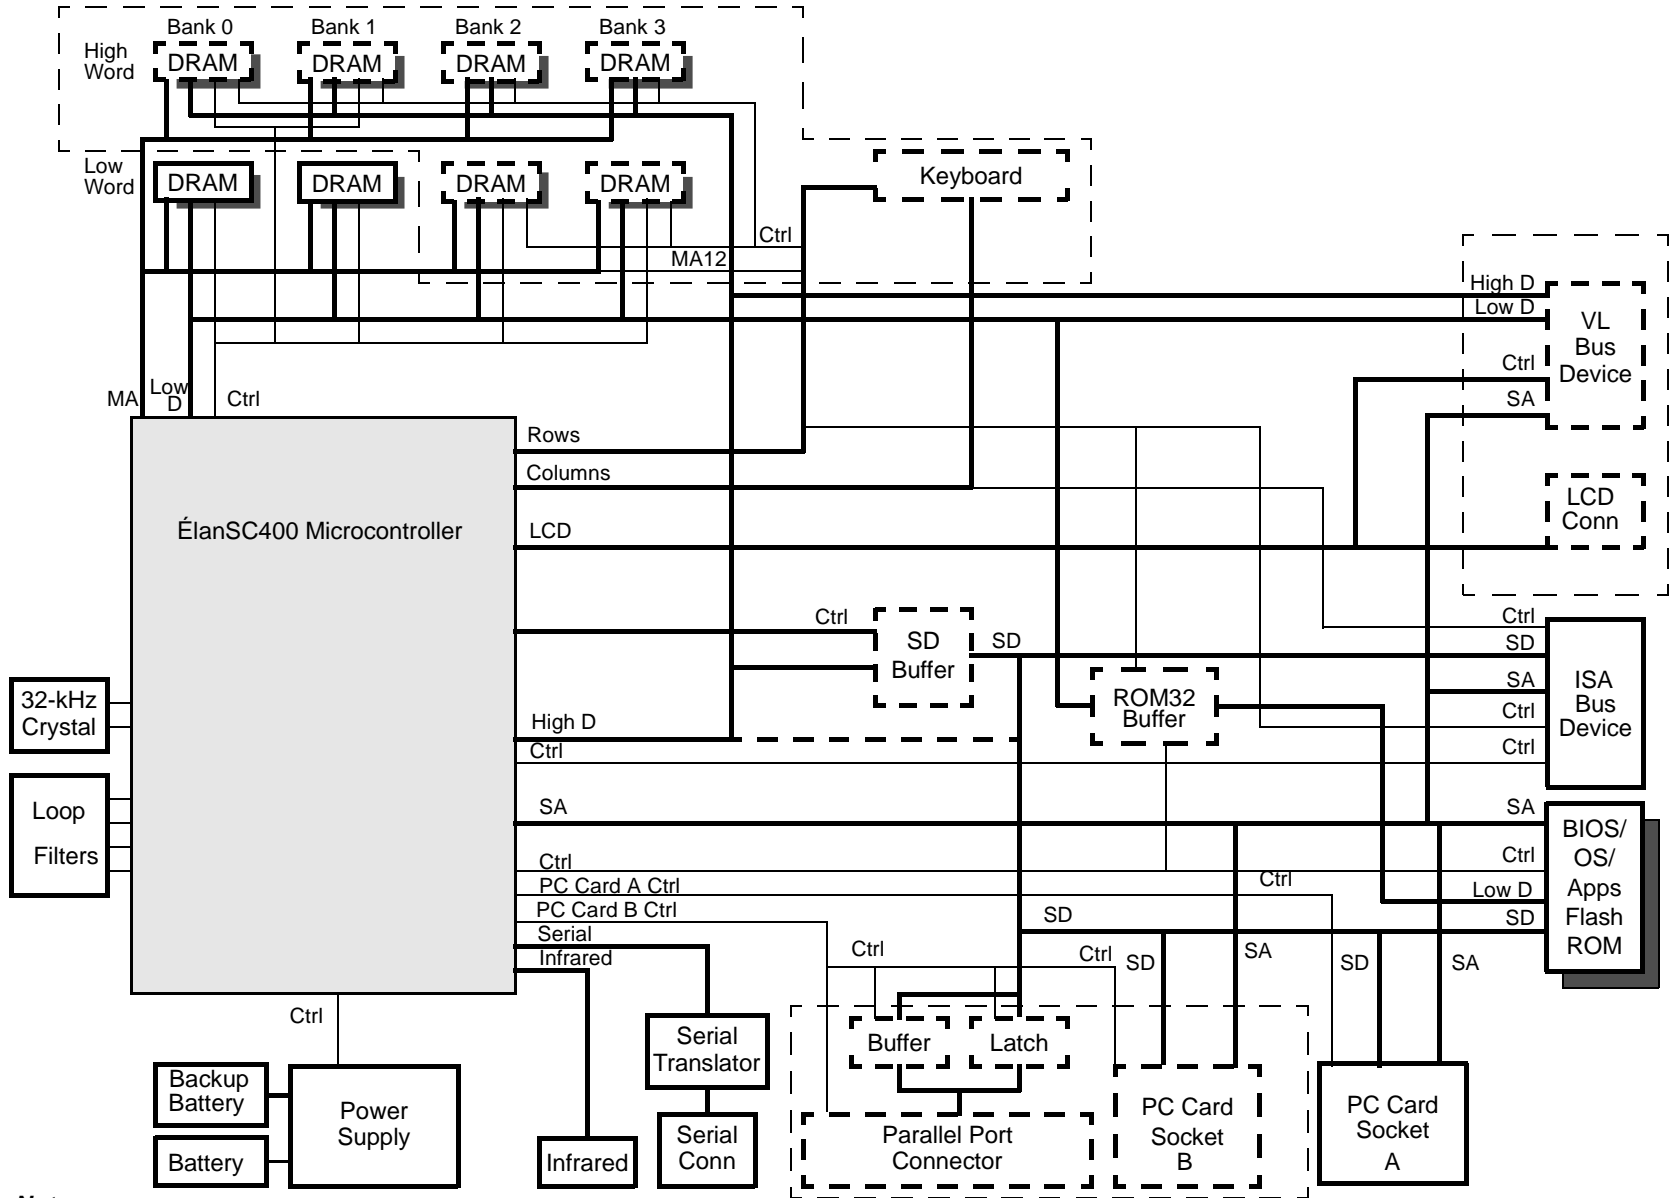 Bank 0
Bank 1
Bank 2
Bank 3
High
Word
DRAM
DRAM
DRAM
DRAM
Low
Word
DRAM
DRAM
DRAM
DRAM
Keyboard
Ctrl
MA12
High D
Low D
VL
Bus
Device
Ctrl
SA
MA
Low
D
Ctrl
Rows
Columns
LCD
Conn
ÉlanSC400 Microcontroller
LCD
Ctrl
SD
Buffer
SD
Ctrl
SD
SA
Ctrl
Ctrl
ISA
Bus
Device
ROM32
Buffer
32-kHz
Crystal
High D
Ctrl
Loop
Filters
SA
SA
Ctrl
Low D
SD
BIOS/
OS/
Apps
Flash
ROM
Ctrl
PC Card A Ctrl
PC Card B Ctrl
Serial
Infrared
Ctrl
SD
Ctrl
Ctrl
SD
SA
SD
SA
Ctrl
Serial
Translator
Buffer
Latch
Backup
Battery
Battery
Power
Supply
Infrared
Serial
Conn
Parallel Port
Connector
PC Card
Socket
B
PC Card
Socket
A